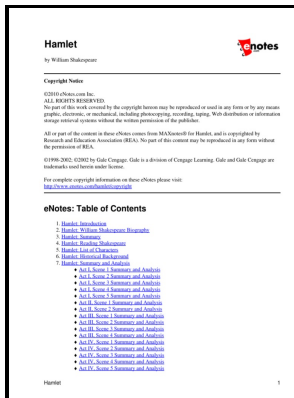 Hamlet
enotes
by William Shakespeare
Copyright Notice
©2010 eNotes.com Inc.
ALL RIGHTS RESERVED.
No part of this work covered by the copyright hereon may be reproduced or used in any form or by any means
graphic, electronic, or mechanical, including photocopying, recording, taping, Web distribution or information
storage retrieval systems without the written permission of the publisher.
All or part of the content in these eNotes comes from MAXnotes® for Hamlet, and is copyrighted by
Research and Education Association (REA). No part of this content may be reproduced in any form without
the permission of REA.
©1998-2002; ©2002 by Gale Cengage. Gale is a division of Cengage Learning. Gale and Gale Cengage are
trademarks used herein under license.
For complete copyright information on these eNotes please visit:
http://www.enotes.com/hamlet/copyright
eNotes: Table of Contents
1. Hamlet: Introduction
2. Hamlet: William Shakespeare Biography
3. Hamlet: Summary
4. Hamlet: Reading Shakespeare
5. Hamlet: List of Characters
6. Hamlet: Historical Background
7. Hamlet: Summary and Analysis
♦ Act I, Scene 1 Summary and Analysis
♦ Act I, Scene 2 Summary and Analysis
♦ Act I, Scene 3 Summary and Analysis
♦ Act I, Scene 4 Summary and Analysis
♦ Act I, Scene 5 Summary and Analysis
♦ Act II, Scene 1 Summary and Analysis
♦ Act II, Scene 2 Summary and Analysis
♦ Act III, Scene 1 Summary and Analysis
♦ Act III, Scene 2 Summary and Analysis
♦ Act III, Scene 3 Summary and Analysis
♦ Act III, Scene 4 Summary and Analysis
♦ Act IV, Scene 1 Summary and Analysis
♦ Act IV, Scene 2 Summary and Analysis
♦ Act IV, Scene 3 Summary and Analysis
♦ Act IV, Scene 4 Summary and Analysis
♦ Act IV, Scene 5 Summary and Analysis
Hamlet 1